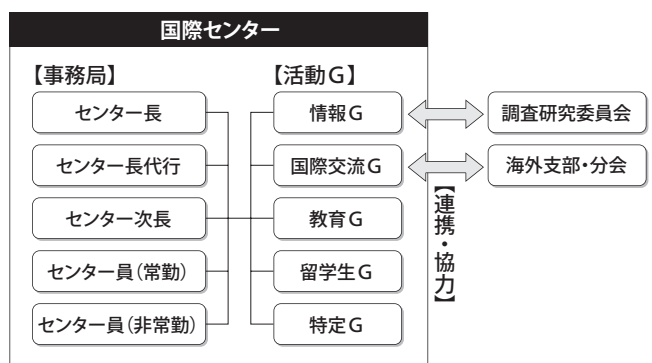 国際センター
【事務局】
【活動G】
センター長
情報G
調査研究委員会
センター長代行
国際交流G
海外支部・分会
センター次長
教育G
【連携・協力】
センター員（常勤）
留学生G
センター員（非常勤）
特定G